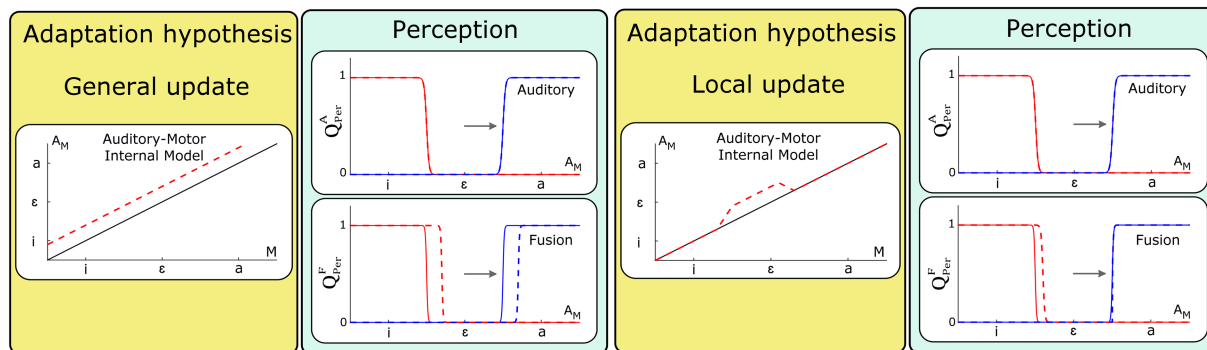 Adaptation hypothesis
General update
A_M
Auditory-Motor
Internal Model
a
ε
i
M
i
ε
a
Perception
1
Auditory
Q^A_Per
A_M
0
i
ε
a
1
Fusion
Q^F_Per
A_M
0
i
ε
a
Adaptation hypothesis
Local update
A_M
Auditory-Motor
Internal Model
a
ε
i
M
i
ε
a
Perception
1
Auditory
Q^A_Per
A_M
0
i
ε
a
1
Fusion
Q^F_Per
A_M
0
i
ε
a